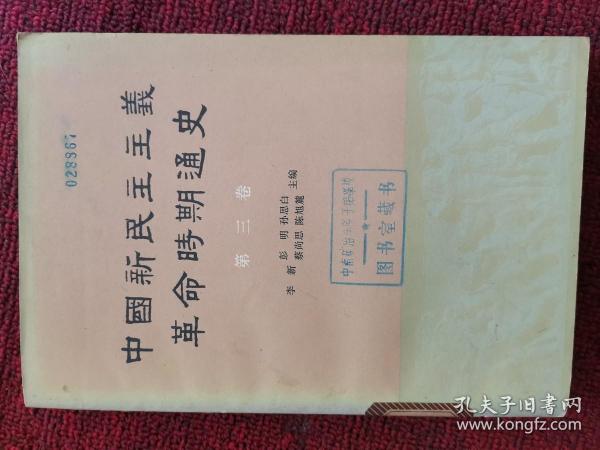 028867
中國新民主主義
革命時期通史
第三卷
李新 彭明 孙思白
蔡尚思 陈旭麓 主编
图书室藏书
孔夫子旧书网
www.kongfz.com